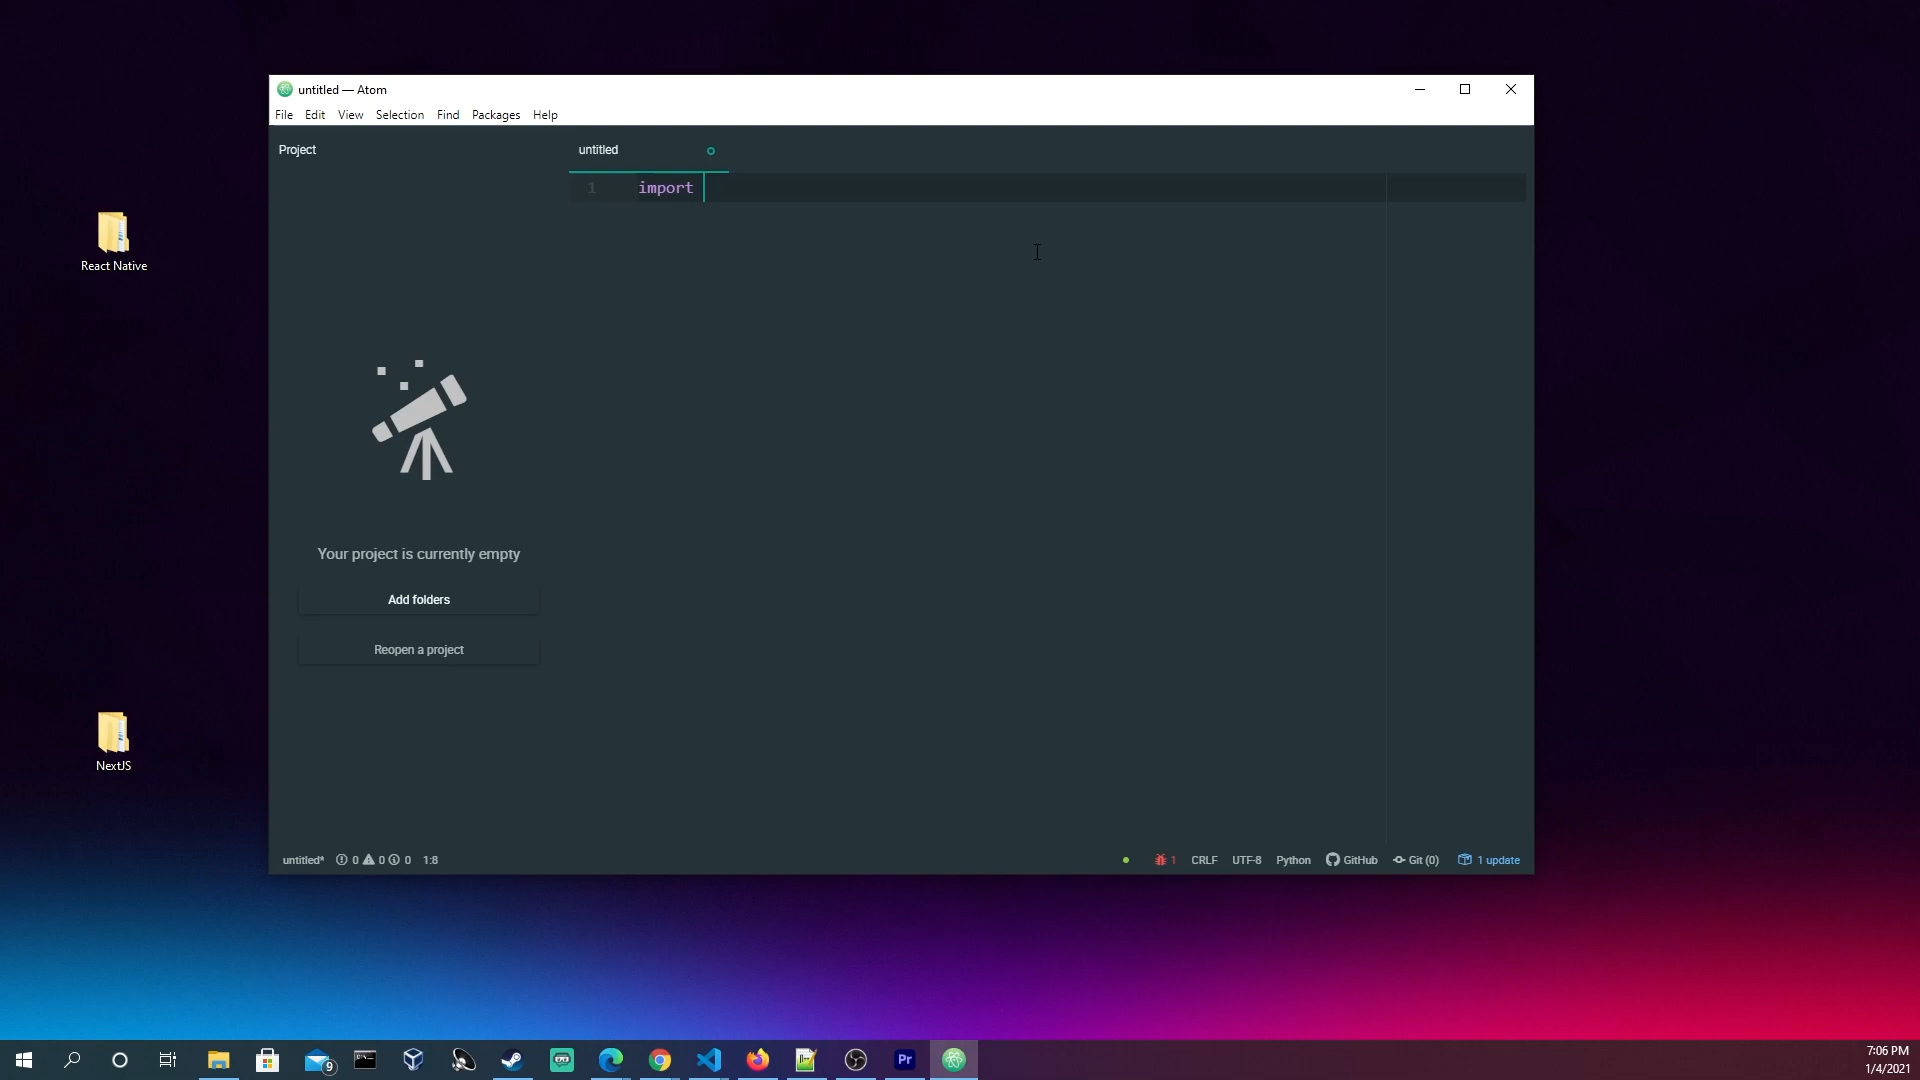 untitled — Atom
File Edit View Selection Find Packages Help
Project
untitled
1 import
React Native
Your project is currently empty
Add folders
Reopen a project
NextJS
untitled* 0 0 0 1:8
1 CRLF UTF-8 Python GitHub Git (0) 1 update
9
Pr
7:06 PM
1/4/2021